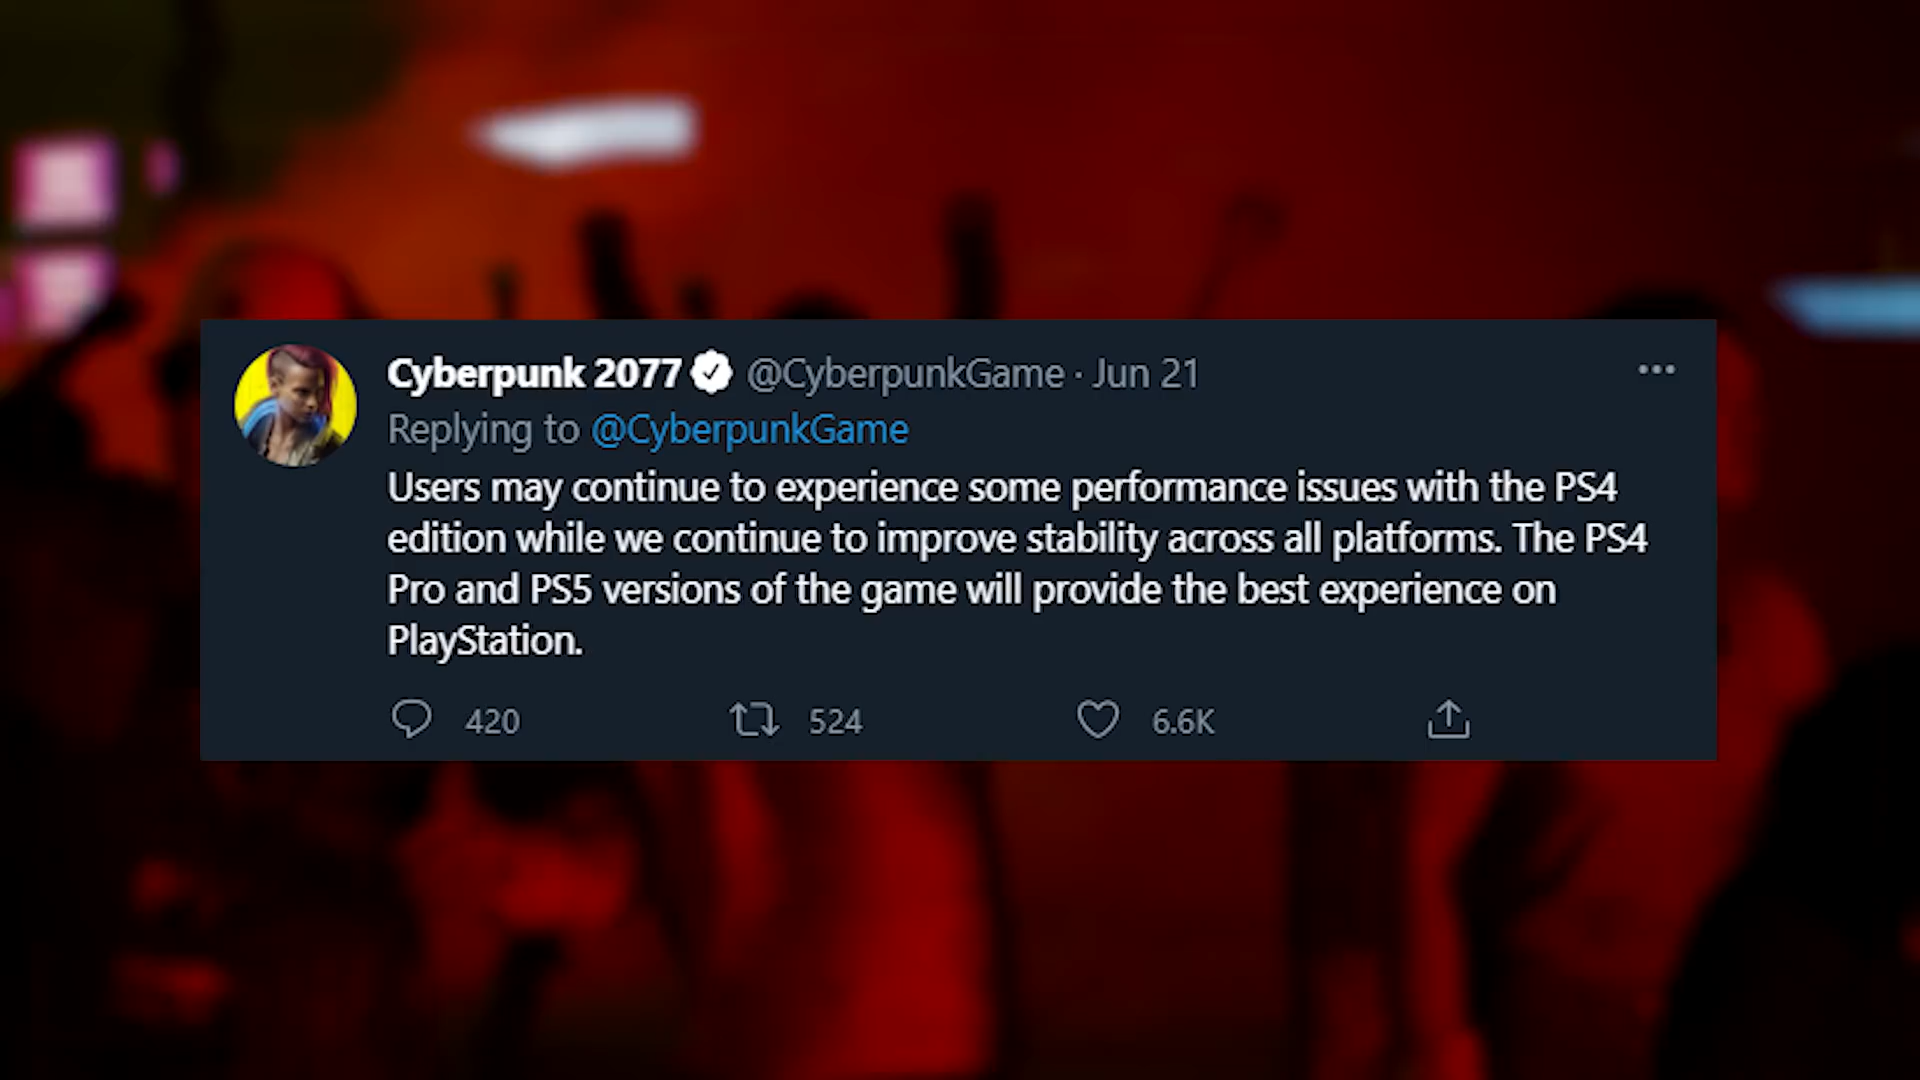 Cyberpunk 2077 @CyberpunkGame · Jun 21
Replying to @CyberpunkGame
Users may continue to experience some performance issues with the PS4
edition while we continue to improve stability across all platforms. The PS4
Pro and PS5 versions of the game will provide the best experience on
PlayStation.
420 524 6.6K